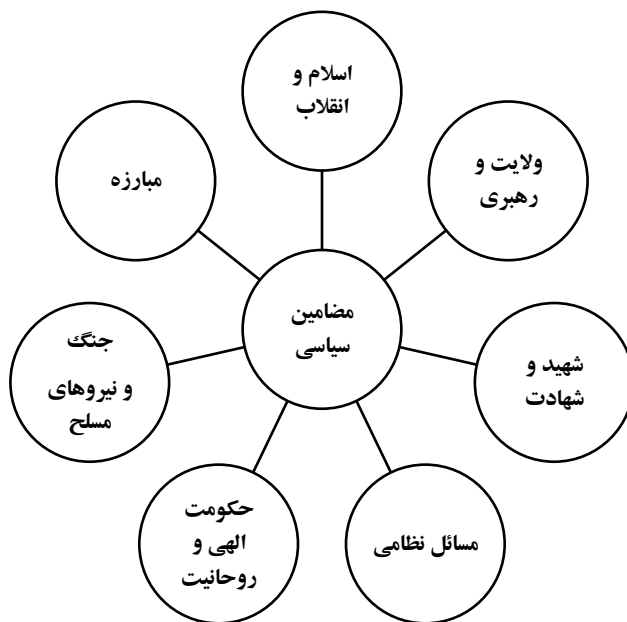 اسلام و
انقلاب
ولایت و
رهبری
شهید و
شهادت
مسائل نظامی
حکومت
الهی و
روحانیت
جنگ
و نیروهای
مسلح
مبارزه
مضامین
سیاسی